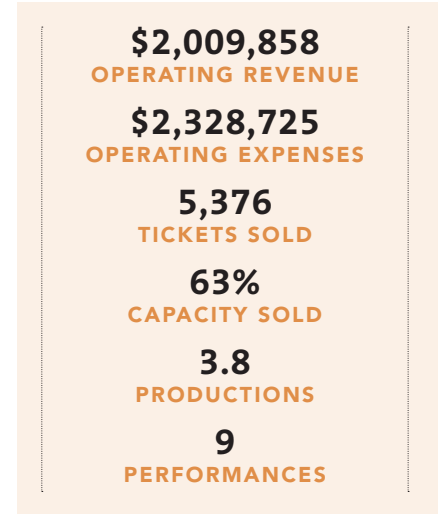 $2,009,858
OPERATING REVENUE
$2,328,725
OPERATING EXPENSES
5,376
TICKETS SOLD
63%
CAPACITY SOLD
3.8
PRODUCTIONS
9
PERFORMANCES